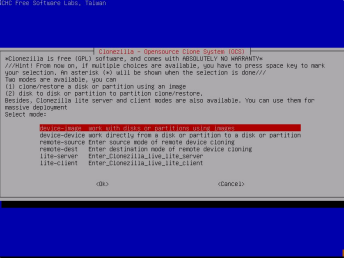 CHC Free Software Labs, Taiwan
Clonezilla - Opensource Clone System (OCS)
*Clonezilla is free (GPL) software, and comes with ABSOLUTELY NO WARRANTY*
///Hint! From now on, if multiple choices are available, you have to press space key to mark
your selection. An asterisk (*) will be shown when the selection is done///
Two modes are available, you can
(1) clone/restore a disk or partition using an image
(2) disk to disk or partition to partition clone/restore.
Besides, Clonezilla lite server and client modes are also available. You can use them for
massive deployment
Select mode:
device-image work with disks or partitions using images
device-device work directly from a disk or partition to a disk or partition
remote-source Enter source mode of remote device cloning
remote-dest Enter destination mode of remote device cloning
lite-server Enter_Clonezilla_live_lite_server
lite-client Enter_Clonezilla_live_lite_client
<Ok> <Cancel>